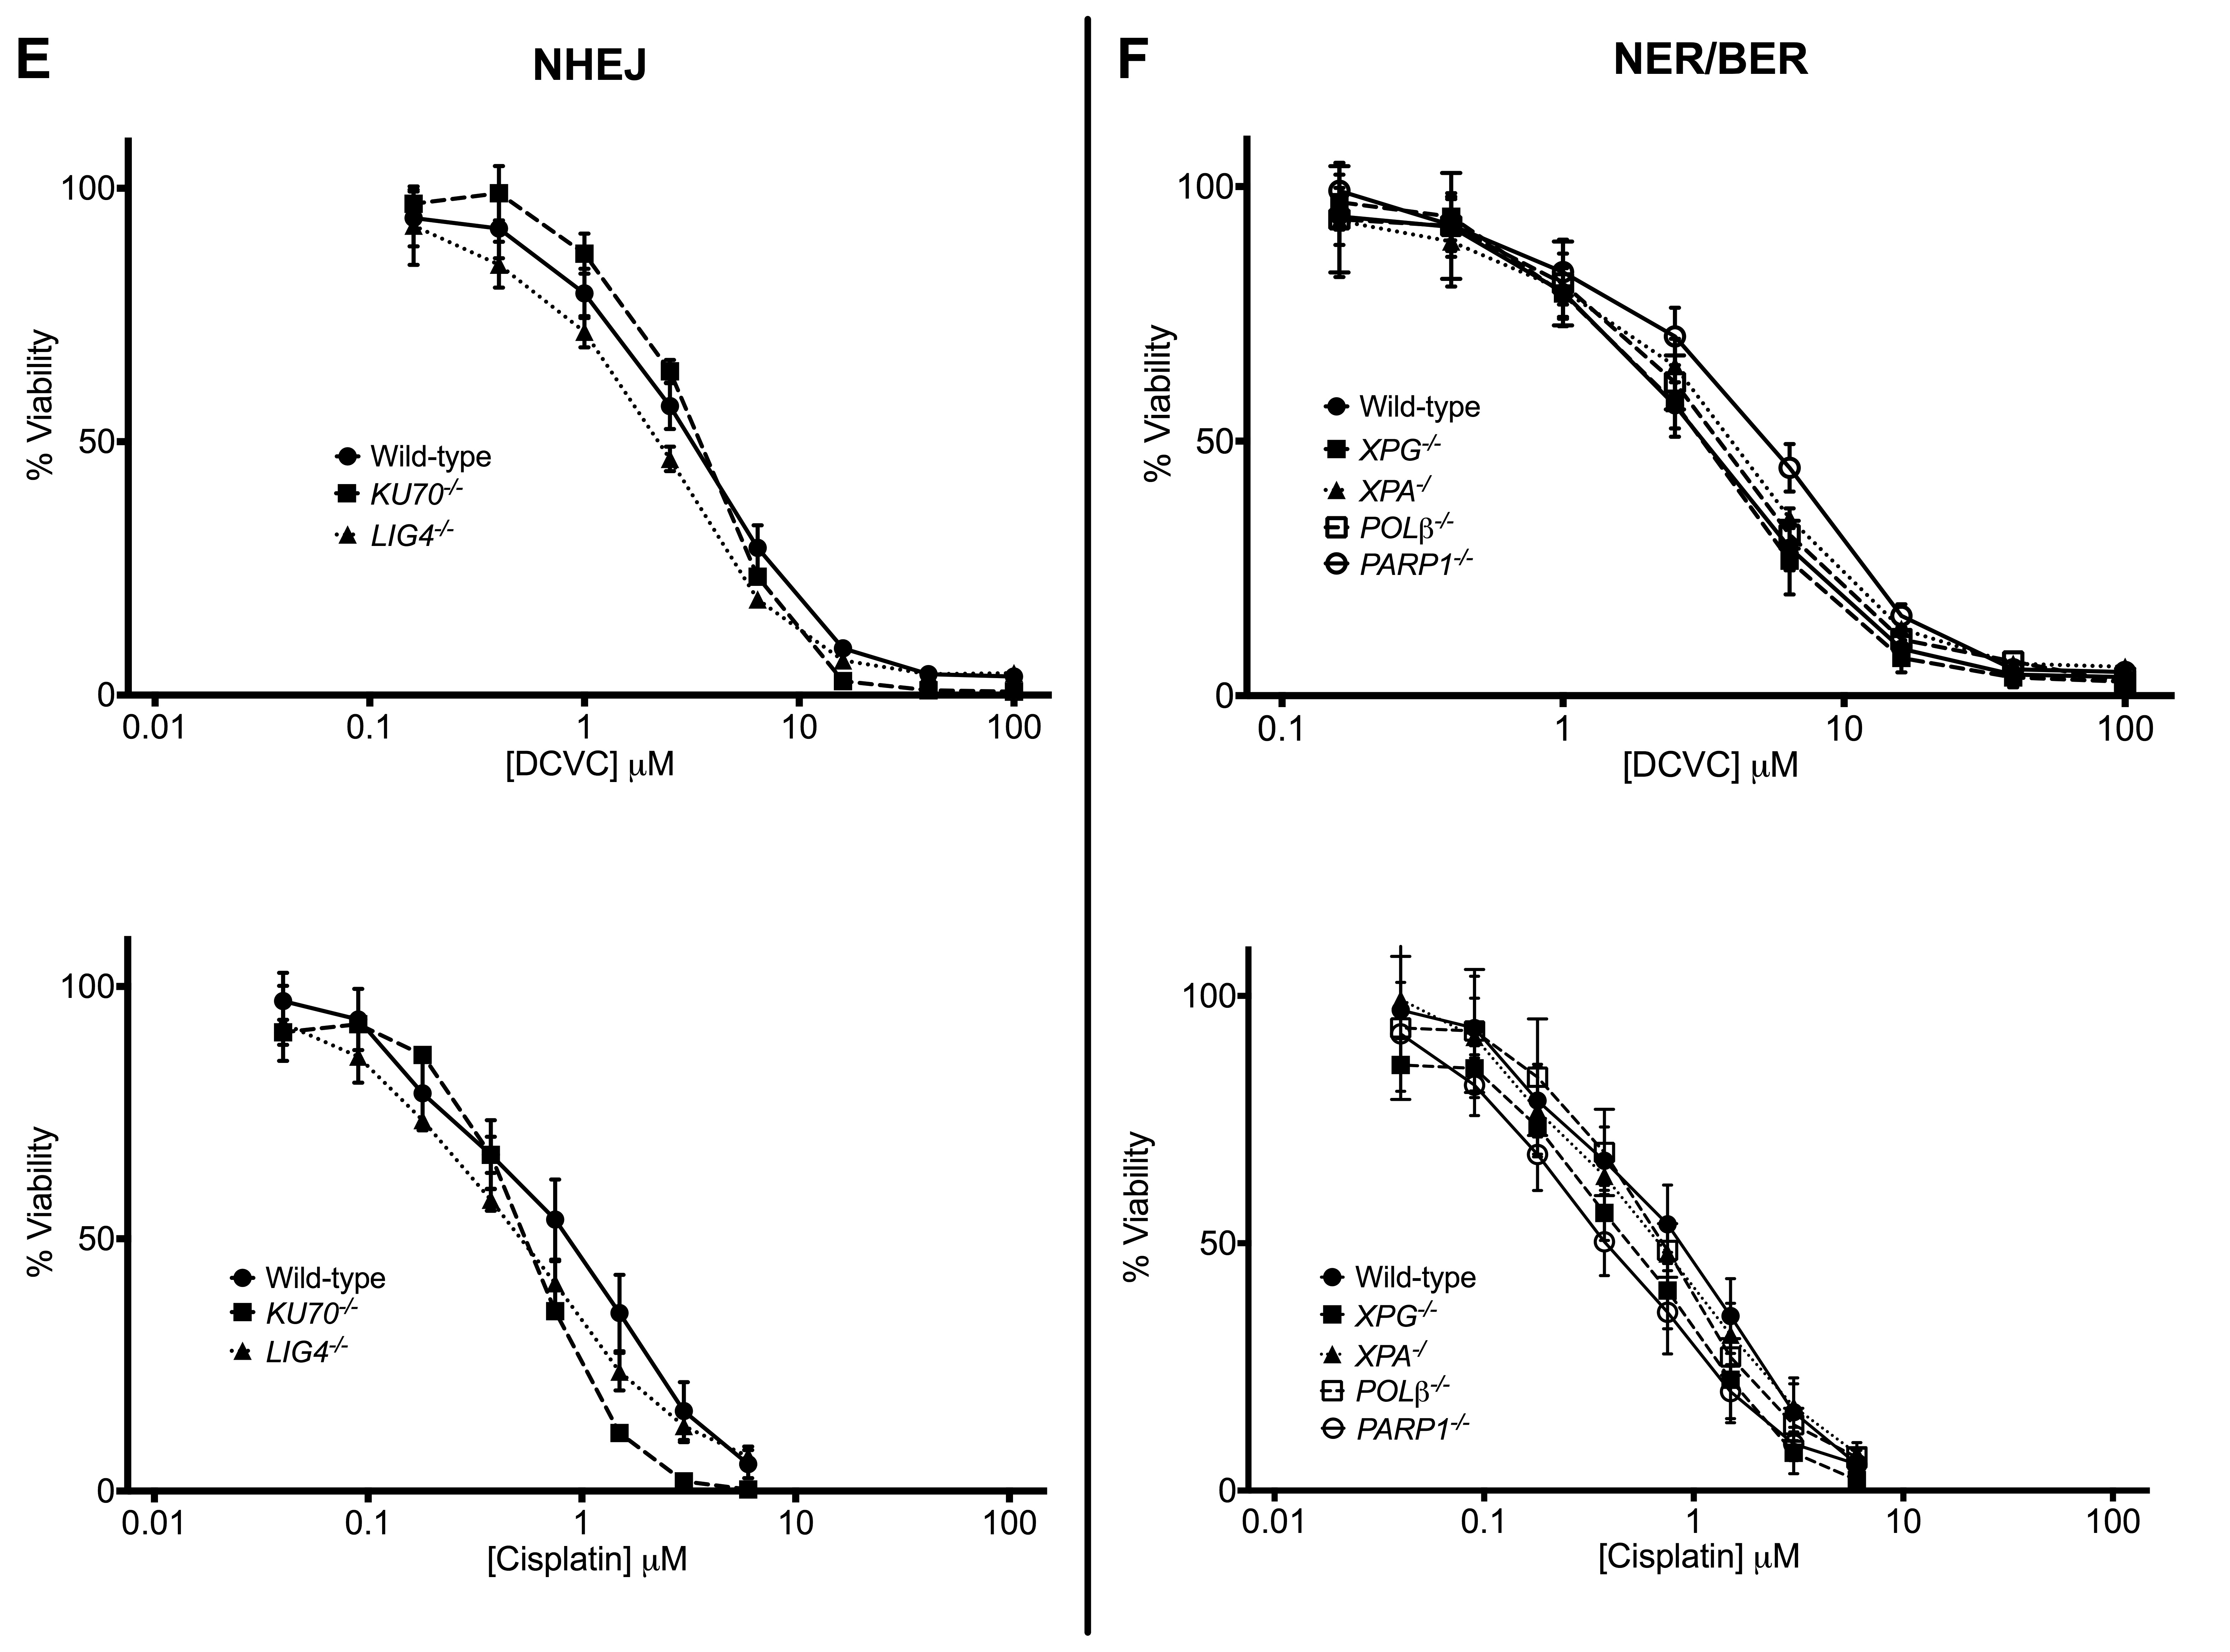 E
NHEJ
100
50
0
% Viability
Wild-type
KU70-/-
LIG4-/-
0.01 0.1 1 10 100
[DCVC] μM
100
50
0
% Viability
Wild-type
KU70-/-
LIG4-/-
0.01 0.1 1 10 100
[Cisplatin] μM
F
NER/BER
100
50
0
% Viability
Wild-type
XPG-/-
XPA-/
POLβ-/-
PARP1-/-
0.1 1 10 100
[DCVC] μM
100
50
0
% Viability
Wild-type
XPG-/-
XPA-/
POLβ-/-
PARP1-/-
0.01 0.1 1 10 100
[Cisplatin] μM